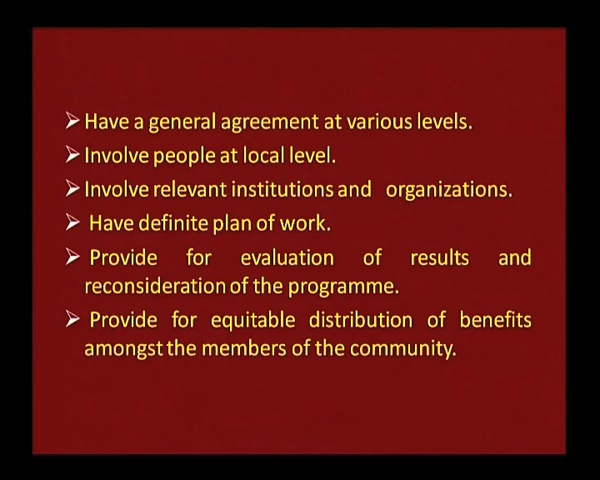 ➢ Have a general agreement at various levels.
➢ Involve people at local level.
➢ Involve relevant institutions and organizations.
➢ Have definite plan of work.
➢ Provide for evaluation of results and
reconsideration of the programme.
➢ Provide for equitable distribution of benefits
amongst the members of the community.